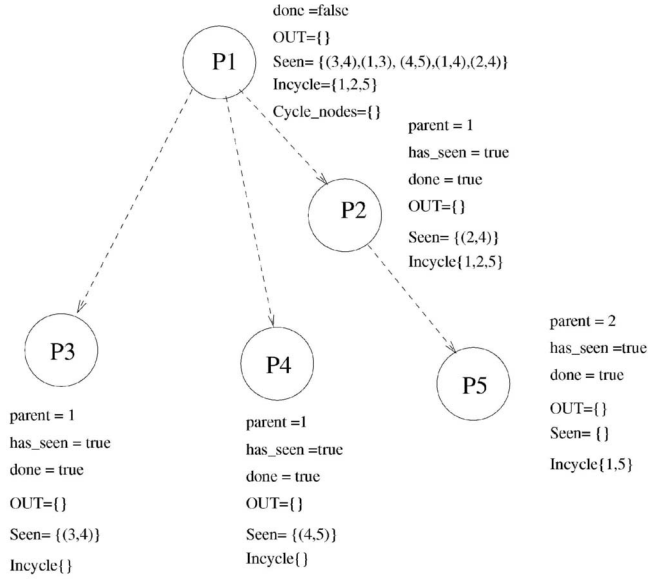 done =false
OUT={}
P1
Seen= {(3,4),(1,3), (4,5),(1,4),(2,4)}
Incycle={1,2,5}
Cycle_nodes={}
parent = 1
has_seen = true
done = true
P2
OUT={}
Seen= {(2,4)}
Incycle{1,2,5}
P3
parent = 1
has_seen = true
done = true
OUT={}
Seen= {(3,4)}
Incycle{}
P4
parent =1
has_seen =true
done = true
OUT={}
Seen= {(4,5)}
Incycle{}
P5
parent = 2
has_seen =true
done = true
OUT={}
Seen= {}
Incycle{1,5}